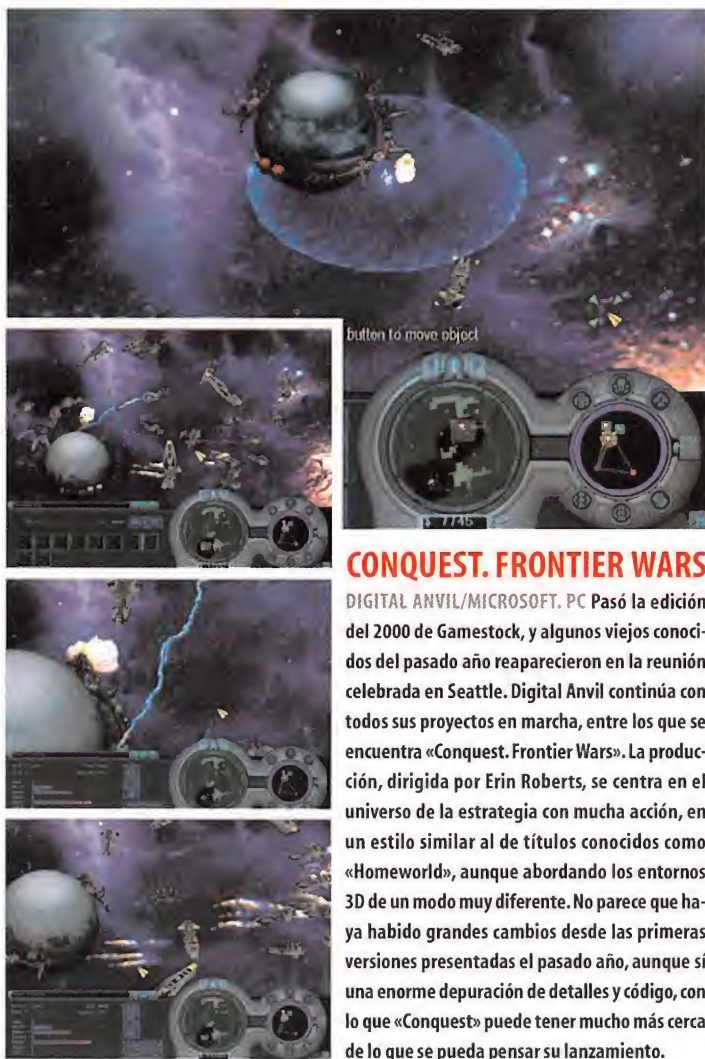 button to move object
$ 7745
CONQUEST. FRONTIER WARS
DIGITAL ANVIL/MICROSOFT. PC Pasó la edición
del 2000 de Gamestock, y algunos viejos conoci-
dos del pasado año reaparecieron en la reunión
celebrada en Seattle. Digital Anvil continúa con
todos sus proyectos en marcha, entre los que se
encuentra «Conquest. Frontier Wars». La produc-
ción, dirigida por Erin Roberts, se centra en el
universo de la estrategia con mucha acción, en
un estilo similar al de títulos conocidos como
«Homeworld», aunque abordando los entornos
3D de un modo muy diferente. No parece que ha-
ya habido grandes cambios desde las primeras
versiones presentadas el pasado año, aunque sí
una enorme depuración de detalles y código, con
lo que «Conquest» puede tener mucho más cerca
de lo que se pueda pensar su lanzamiento.